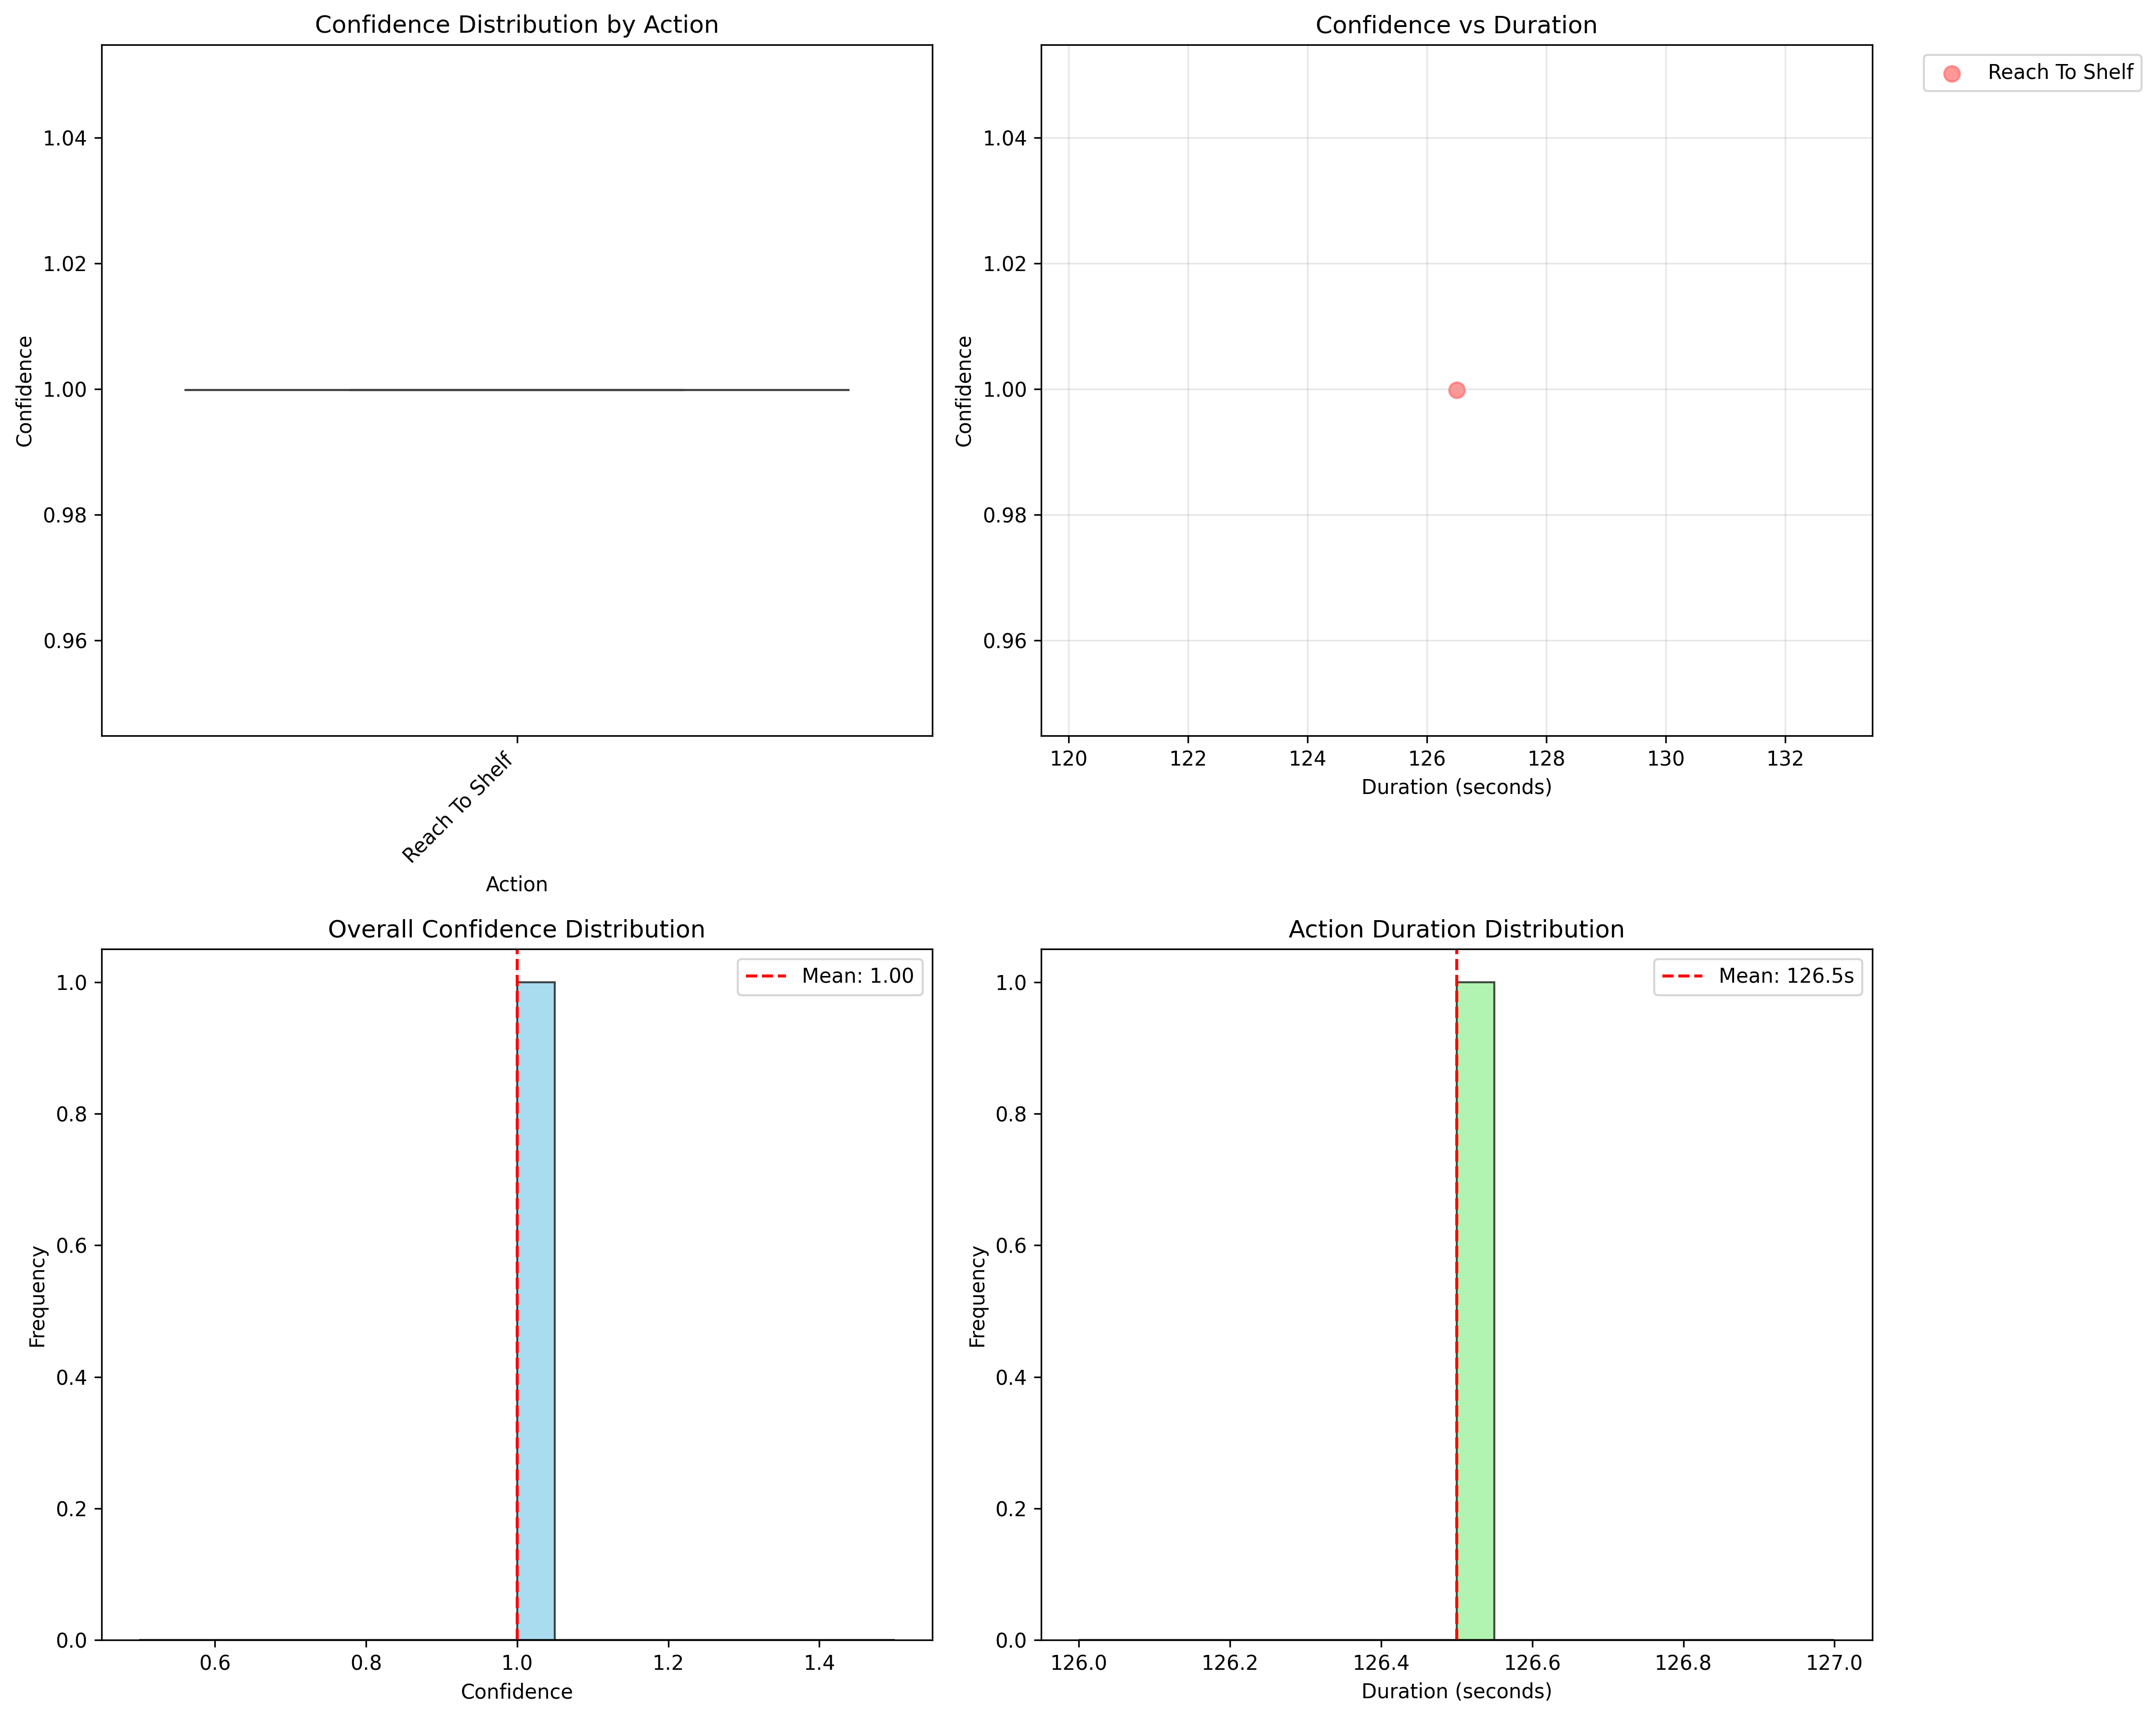 Confidence Distribution by Action
Confidence
1.04
1.02
1.00
0.98
0.96
Reach To Shelf
Action
Confidence vs Duration
Confidence
1.04
1.02
1.00
0.98
0.96
120 122 124 126 128 130 132
Duration (seconds)
Reach To Shelf
Overall Confidence Distribution
Mean: 1.00
Frequency
1.0
0.8
0.6
0.4
0.2
0.0
0.6 0.8 1.0 1.2 1.4
Confidence
Action Duration Distribution
Mean: 126.5s
Frequency
1.0
0.8
0.6
0.4
0.2
0.0
126.0 126.2 126.4 126.6 126.8 127.0
Duration (seconds)